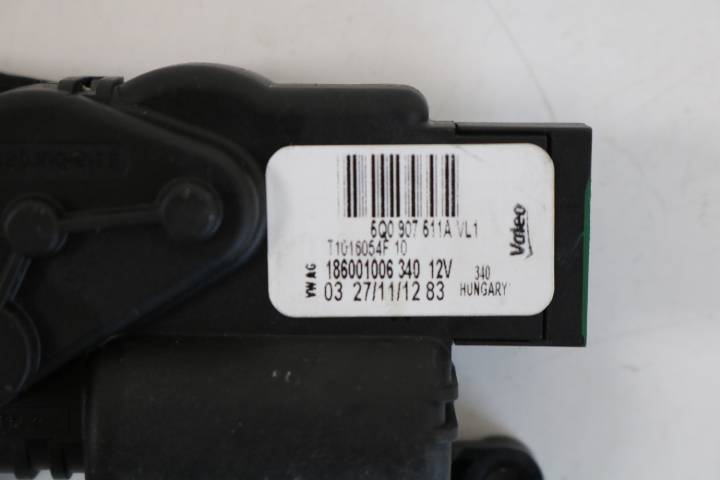 6Q0 907 511A VL1
T1016054F 10
186001006 340 12V
VW AG
03 27/11/12 83
340
HUNGARY
Valeo